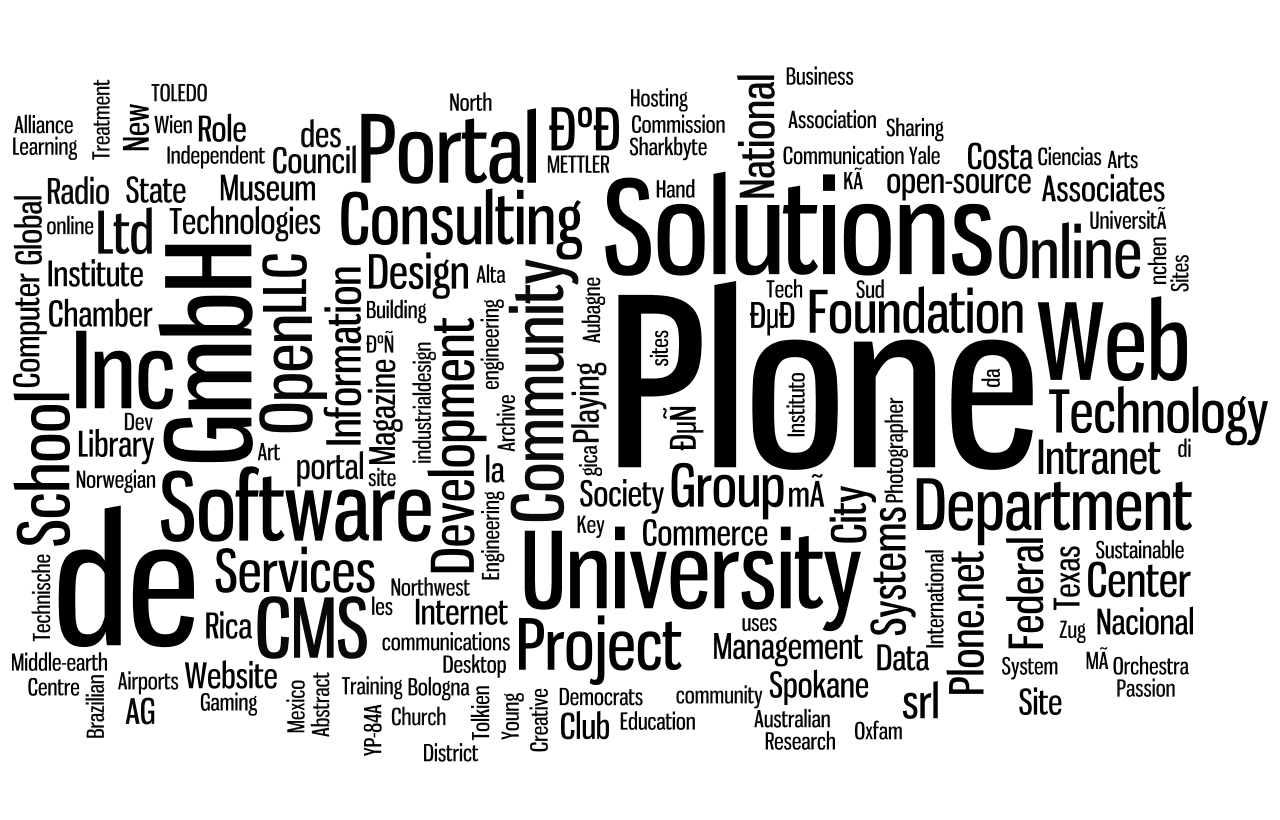 Business
TOLEDO
Treatment
North
Hosting
National
New
Alliance
Learning
Wien
Role
des
Portal
ÐºÐ
Commission
Association
Sharing
Independent
Council
METTLER
Sharkbyte
Communication
Yale
Costa
Ciencias
Arts
Radio
State
Museum
Hand
KÃ
open-source
Associates
Global
online
Ltd
Technologies
Consulting
Solutions
UniversitÃ
Online
nchen
Sites
Institute
GmbH
LLC
Design
Alta
Community
Aubagne
Computer
Chamber
Open
Information
Building
engineering
Plone
sites
Tech
Sud
ÐµÐ
Foundation
Web
Inc
ÐºÑ
Magazine
industrialdesign
Development
Playing
Instituto
da
School
Dev
Library
Art
Archive
gica
ÐµÑ
Photographer
Technology
Intranet
di
Norwegian
portal
site
la
Society
Group
mÃ
City
Software
Engineering
Key
Commerce
Systems
Department
de
Technische
Services
University
International
Plone.net
Federal
Texas
Sustainable
Center
Northwest
Rica
CMS
les
Internet
uses
Zug
Nacional
communications
Project
Management
Data
Middle-earth
Desktop
System
MÃ
Orchestra
Centre
Brazilian
Airports
Website
Training
Bologna
Spokane
Passion
AG
Gaming
Mexico
Abstract
YP-84A
Church
Tolkien
Young
Creative
Democrats
community
srl
Site
Club
Education
Australian
District
Research
Oxfam